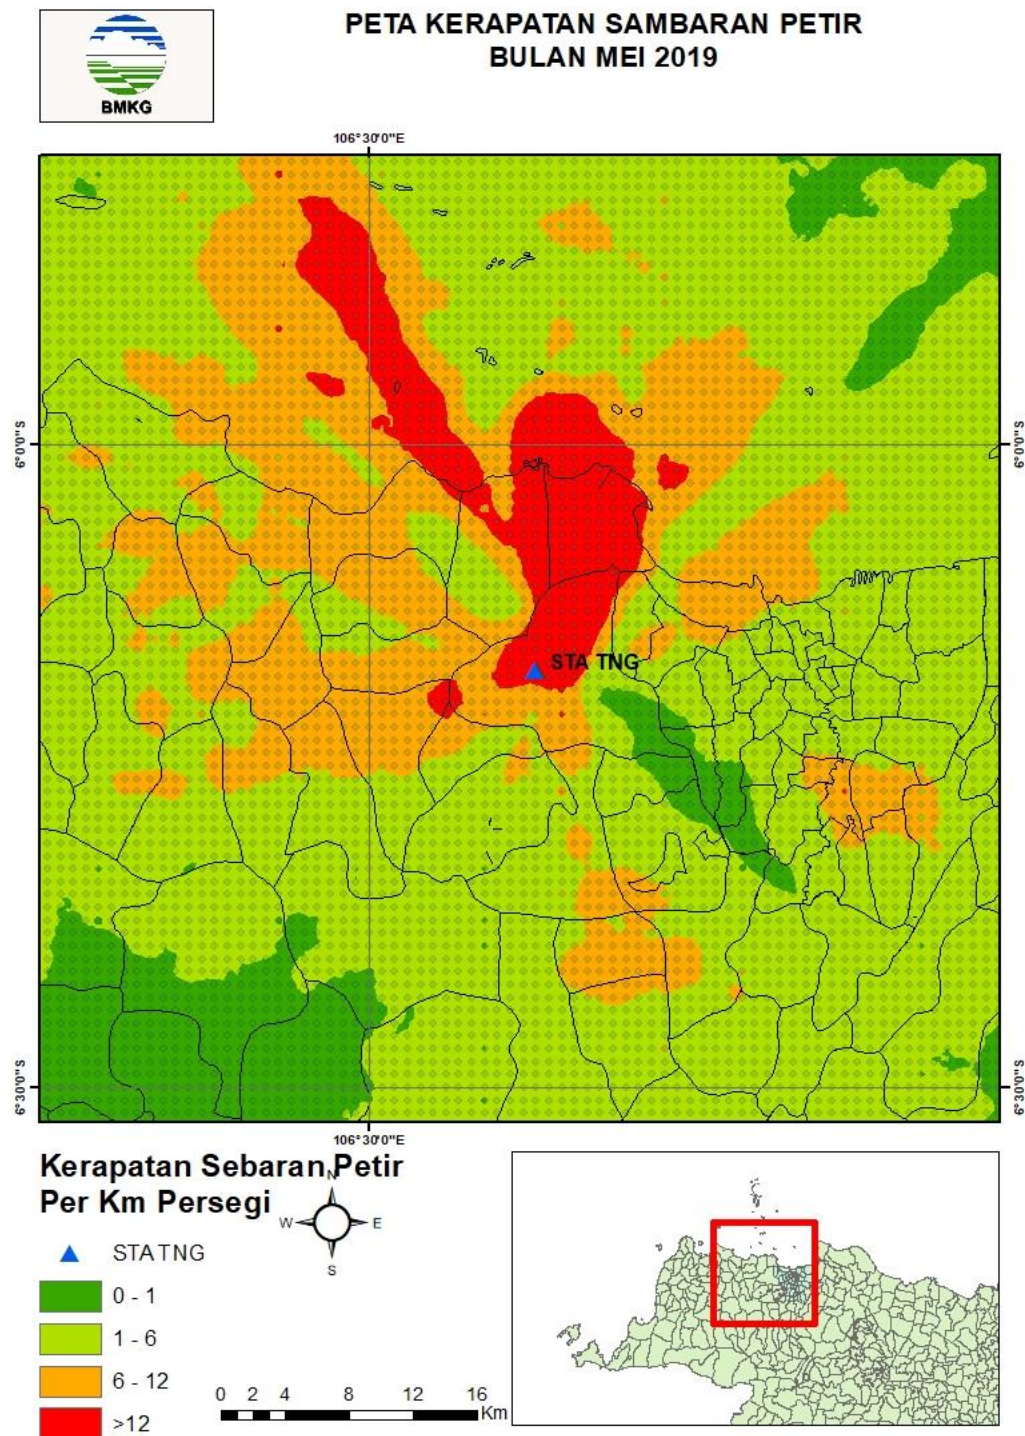 PETA KERAPATAN SAMBARAN PETIR
BULAN MEI 2019
BMKG
106°30'0"E
6°0'0"S
6°0'0"S
STA TNG
6°30'0"S
6°30'0"S
106°30'0"E
Kerapatan Sebaran Petir
Per Km Persegi
N
W
E
S
STA TNG
0 - 1
1 - 6
6 - 12
>12
0 2 4 8 12 16
Km